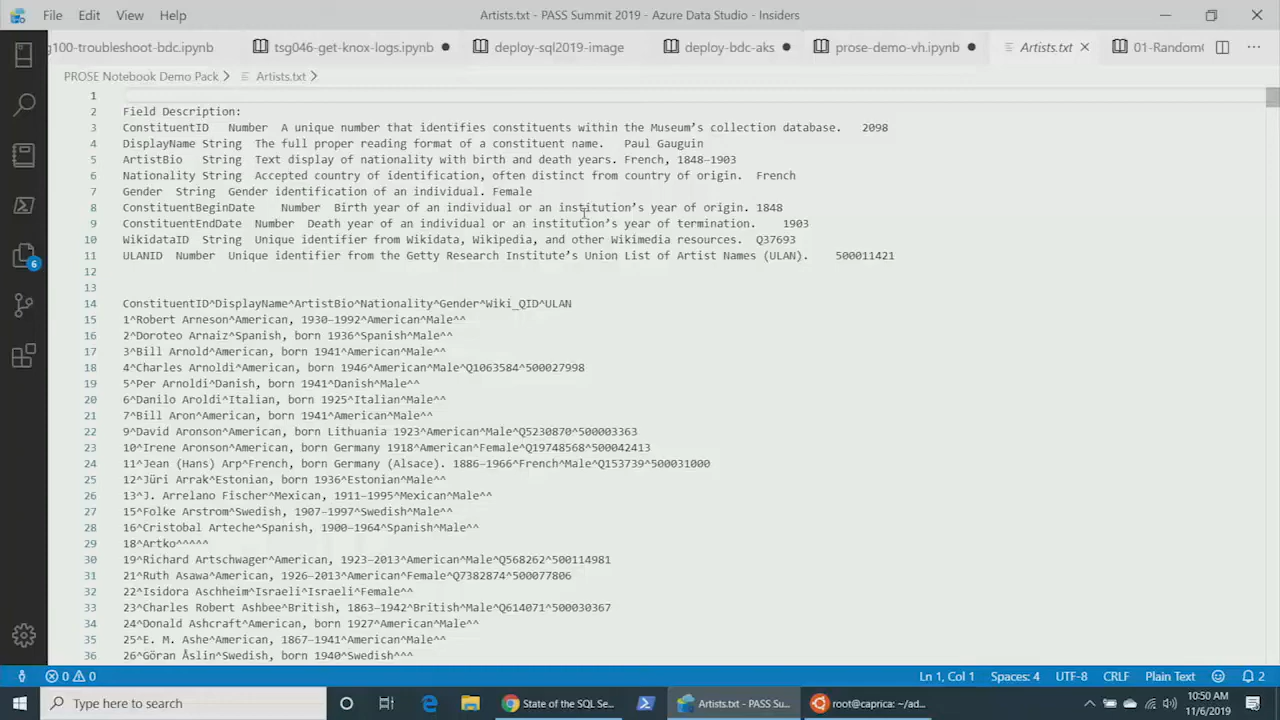 File Edit View Help
Artists.txt - PASS Summit 2019 - Azure Data Studio - Insiders
g100-troubleshoot-bdc.ipynb tsg046-get-knox-logs.ipynb deploy-sql2019-image deploy-bdc-aks prose-demo-vh.ipynb Artists.txt 01-Random
PROSE Notebook Demo Pack Artists.txt
1
2 Field Description:
3 ConstituentID Number A unique number that identifies constituents within the Museum’s collection database. 2098
4 DisplayName String The full proper reading format of a constituent name. Paul Gauguin
5 ArtistBio String Text display of nationality with birth and death years. French, 1848–1903
6 Nationality String Accepted country of identification, often distinct from country of origin. French
7 Gender String Gender identification of an individual. Female
8 ConstituentBeginDate Number Birth year of an individual or an institution’s year of origin. 1848
9 ConstituentEndDate Number Death year of an individual or an institution’s year of termination. 1903
10 WikidataID String Unique identifier from Wikidata, Wikipedia, and other Wikimedia resources. Q37693
11 ULANID Number Unique identifier from the Getty Research Institute’s Union List of Artist Names (ULAN). 500011421
12
13
14 ConstituentID^DisplayName^ArtistBio^Nationality^Gender^Wiki_QID^ULAN
15 1^Robert Arneson^American, 1930–1992^American^Male^^
16 2^Doroteo Arnaiz^Spanish, born 1936^Spanish^Male^^
17 3^Bill Arnold^American, born 1941^American^Male^^
18 4^Charles Arnoldi^American, born 1946^American^Male^Q1063584^500027998
19 5^Per Arnoldi^Danish, born 1941^Danish^Male^^
20 6^Danilo Aroldi^Italian, born 1925^Italian^Male^^
21 7^Bill Aron^American, born 1941^American^Male^^
22 9^David Aronson^American, born Lithuania 1923^American^Male^Q5230870^500003363
23 10^Irene Aronson^American, born Germany 1918^American^Female^Q19748568^500042413
24 11^Jean (Hans) Arp^French, born Germany (Alsace). 1886–1966^French^Male^Q153739^500031000
25 12^Jüri Arrak^Estonian, born 1936^Estonian^Male^^
26 13^J. Arrelano Fischer^Mexican, 1911–1995^Mexican^Male^^
27 15^Folke Arstrom^Swedish, 1907–1997^Swedish^Male^^
28 16^Cristobal Arteche^Spanish, 1900–1964^Spanish^Male^^
29 18^Artko^^^^^
30 19^Richard Artschwager^American, 1923–2013^American^Male^Q568262^500114981
31 21^Ruth Asawa^American, 1926–2013^American^Female^Q7382874^500077806
32 22^Isidora Aschheim^Israeli^Israeli^Female^^
33 23^Charles Robert Ashbee^British, 1863–1942^British^Male^Q614071^500030367
34 24^Donald Ashcraft^American, born 1927^American^Male^^
35 25^E. M. Ashe^American, 1867–1941^American^Male^^
36 26^Göran Åslin^Swedish, born 1940^Swedish^^^
6
0 0 Ln 1, Col 1 Spaces: 4 UTF-8 CRLF Plain Text 2
Type here to search State of the SQL Se... Artists.txt - PASS Su... root@caprica: ~/ad... 10:50 AM
11/6/2019